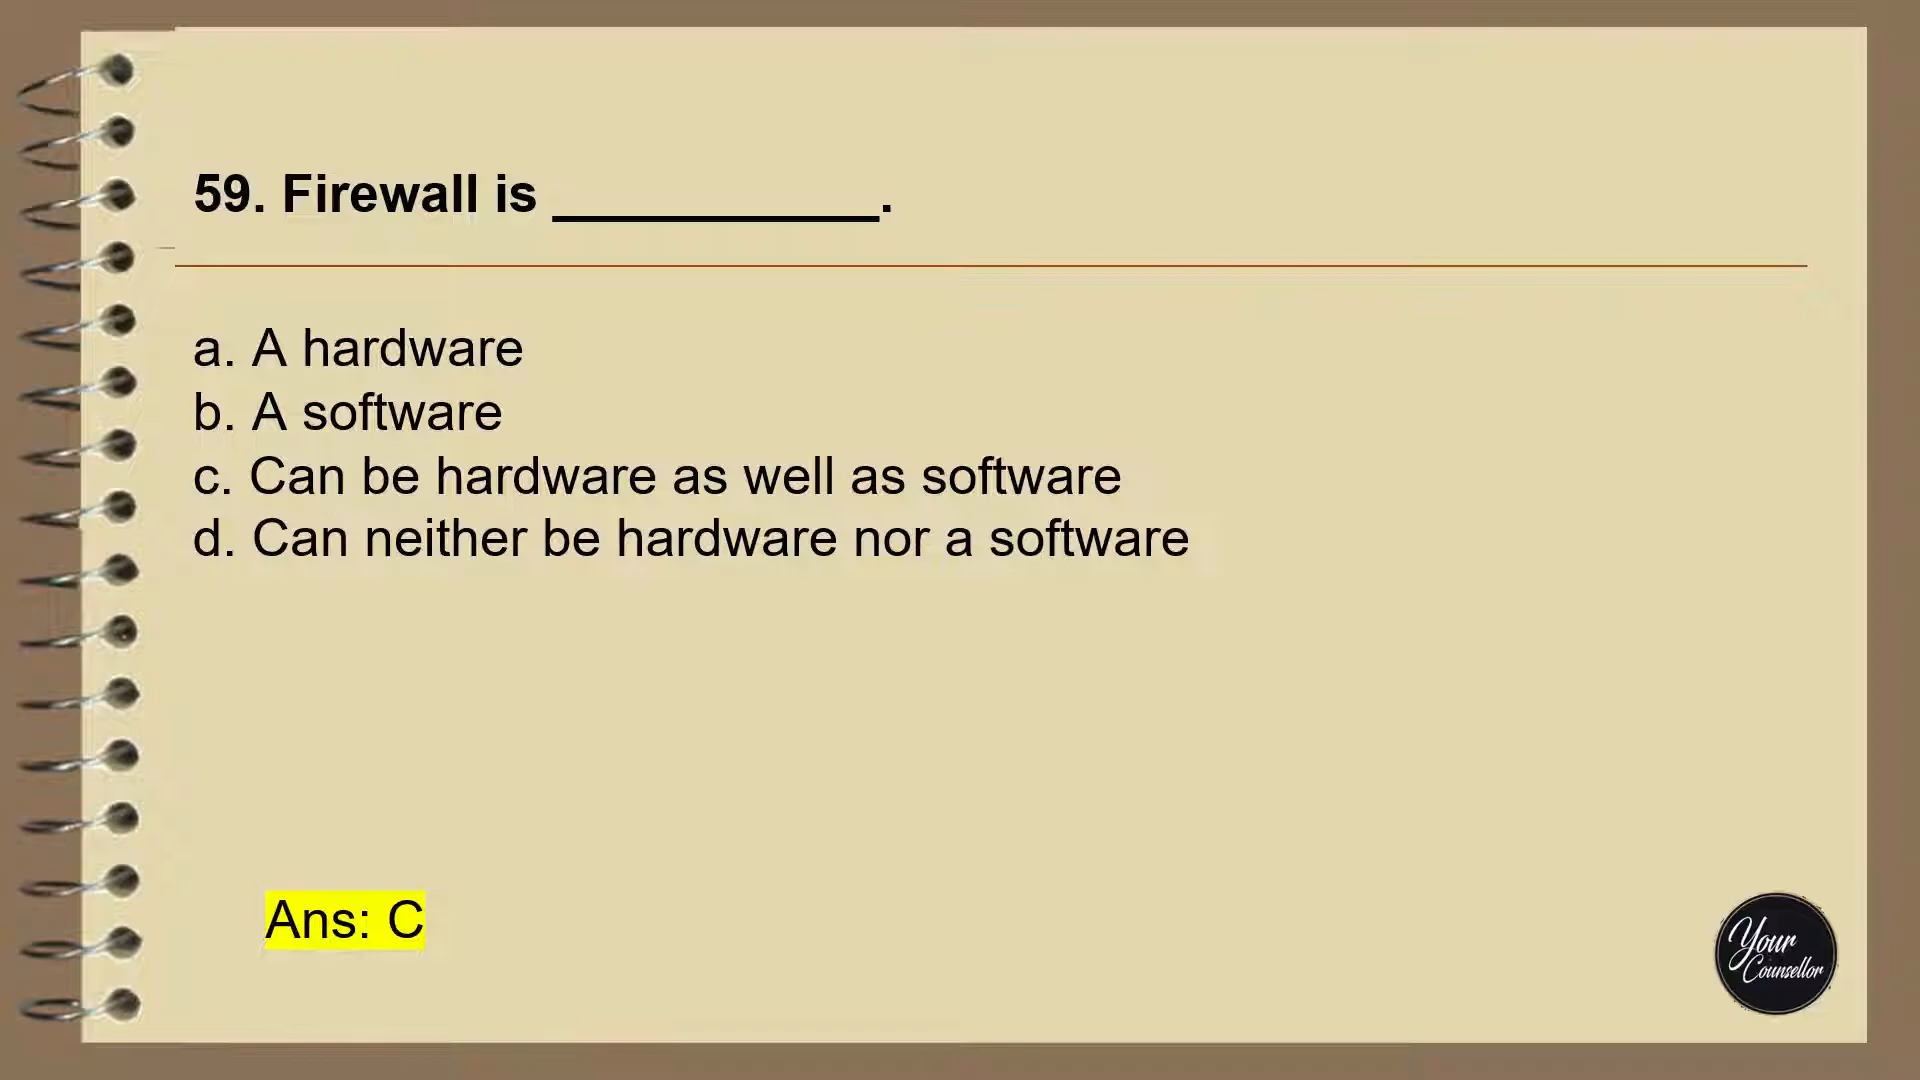 59. Firewall is ____________.
a. A hardware
b. A software
c. Can be hardware as well as software
d. Can neither be hardware nor a software
Ans: C
Your
Counsellor